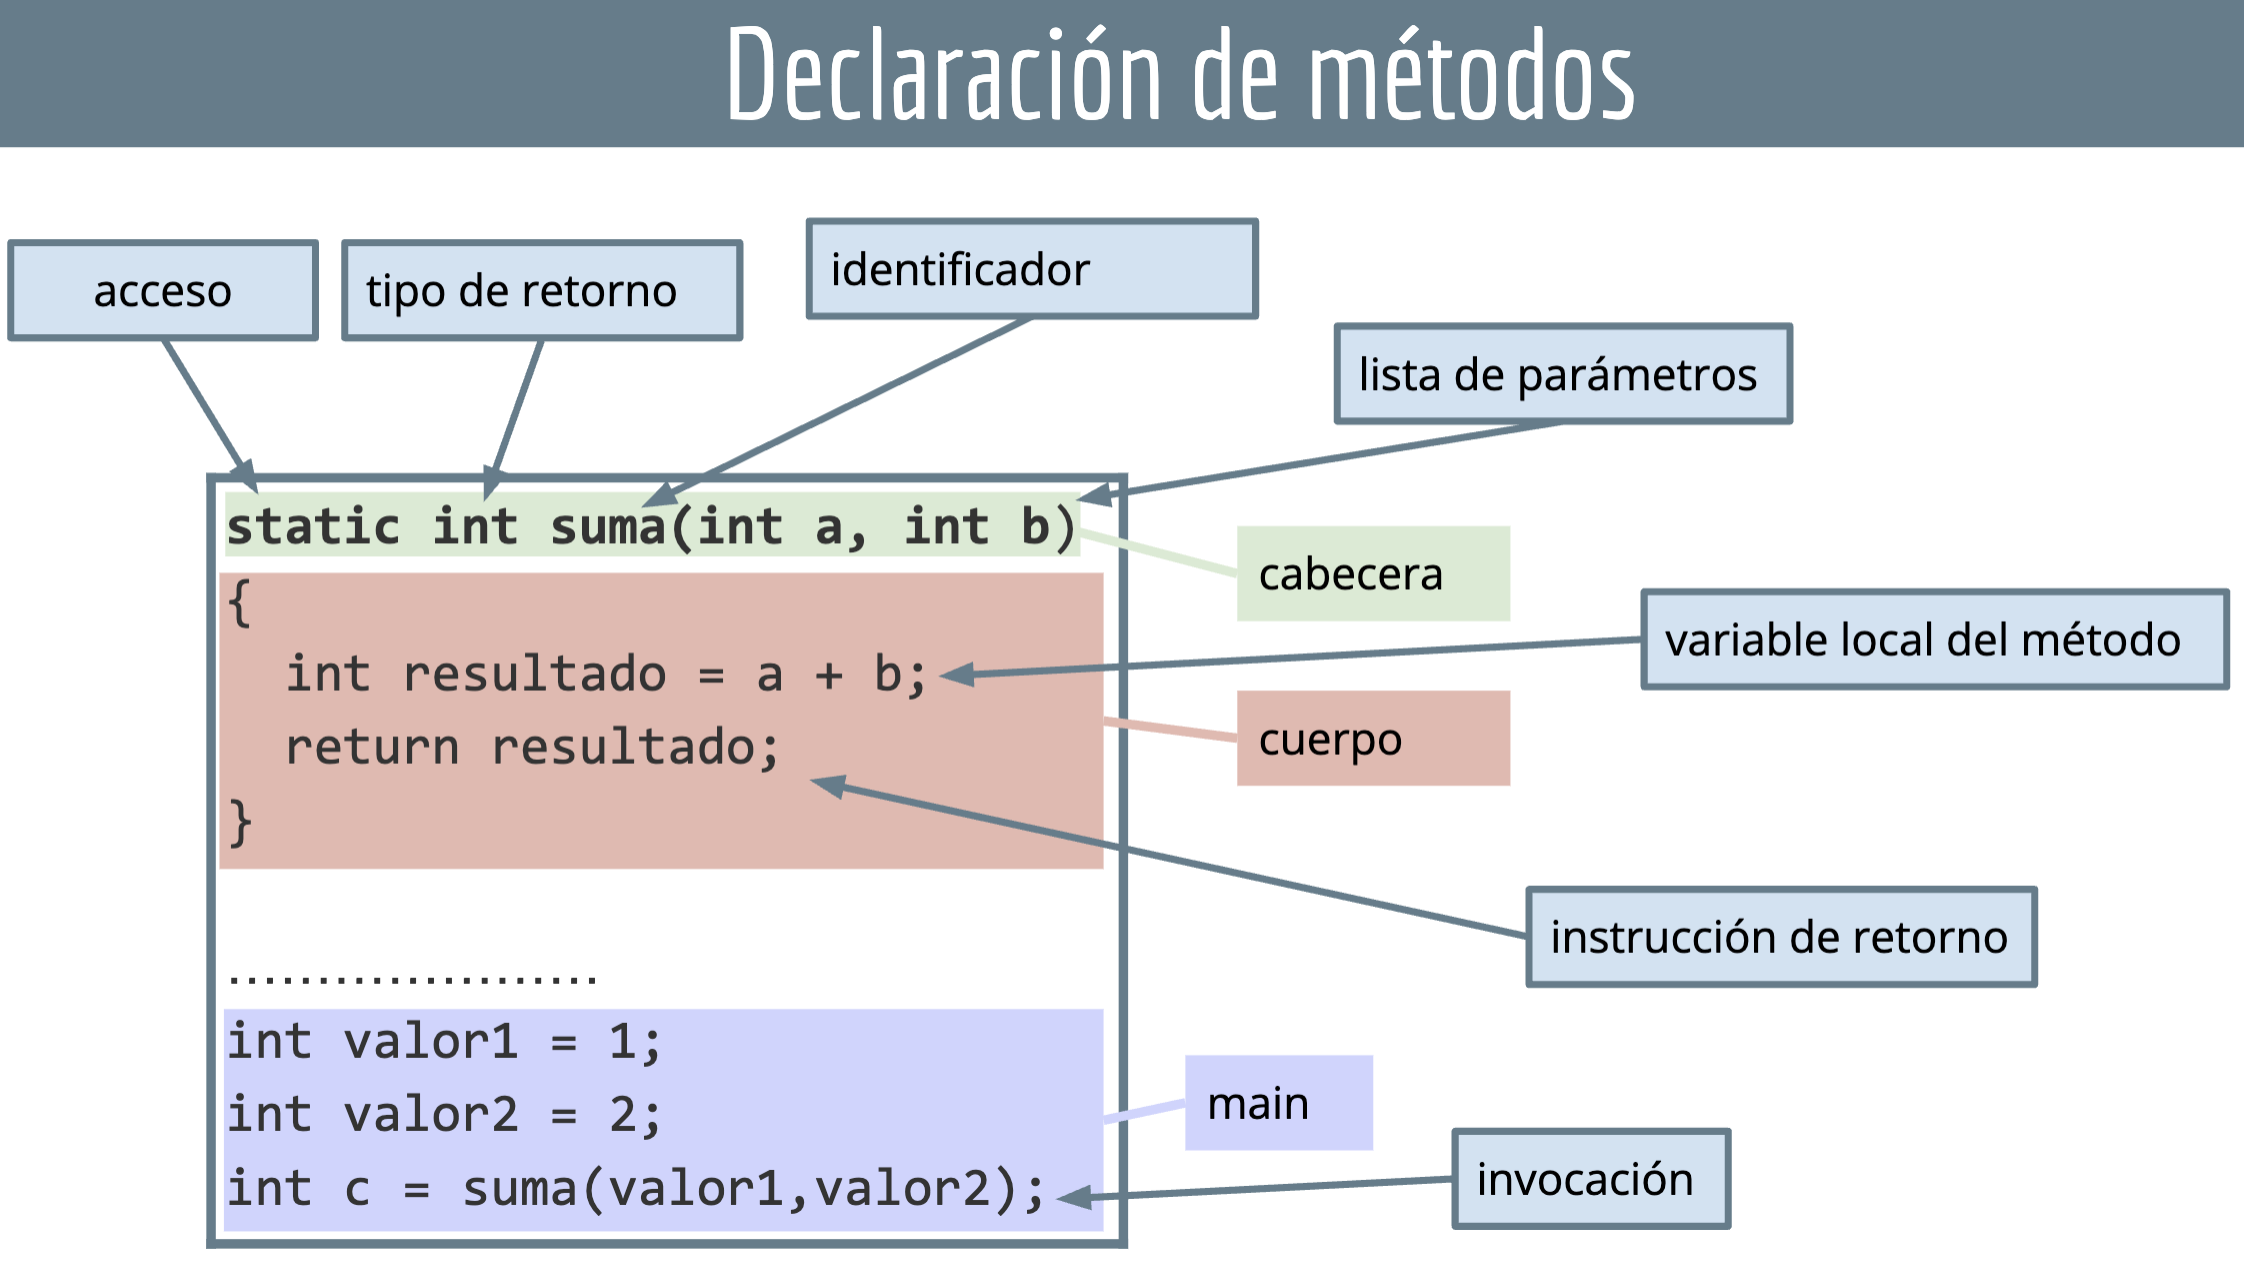 Declaración de métodos
acceso
tipo de retorno
identificador
lista de parámetros
static int suma(int a, int b)
cabecera
{
variable local del método
int resultado = a + b;
cuerpo
return resultado;
}
instrucción de retorno
.....................
int valor1 = 1;
main
int valor2 = 2;
invocación
int c = suma(valor1,valor2);